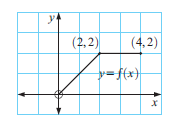 y
(2, 2)
(4, 2)
y = f(x)
x